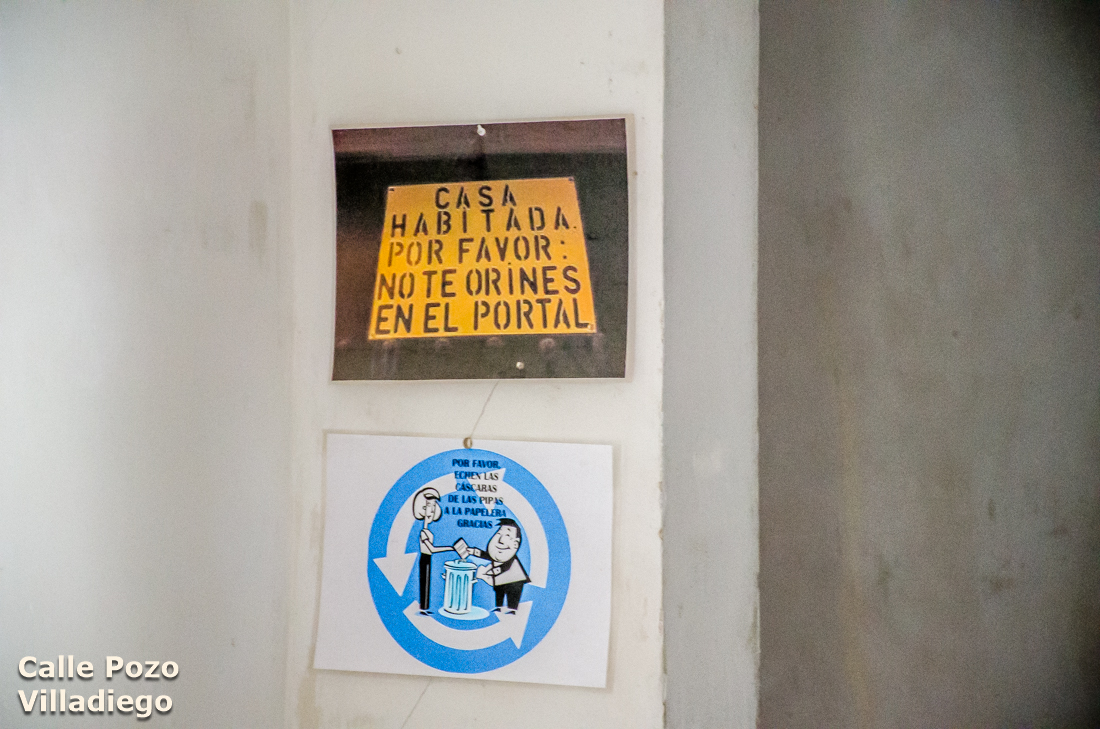 CASA
HABITADA.
POR FAVOR:
NO TE ORINES
EN EL PORTAL
POR FAVOR,
ECHEN LAS
CÁSCARAS
DE LAS PIPAS
A LA PAPELERA
GRACIAS
Calle Pozo
Villadiego